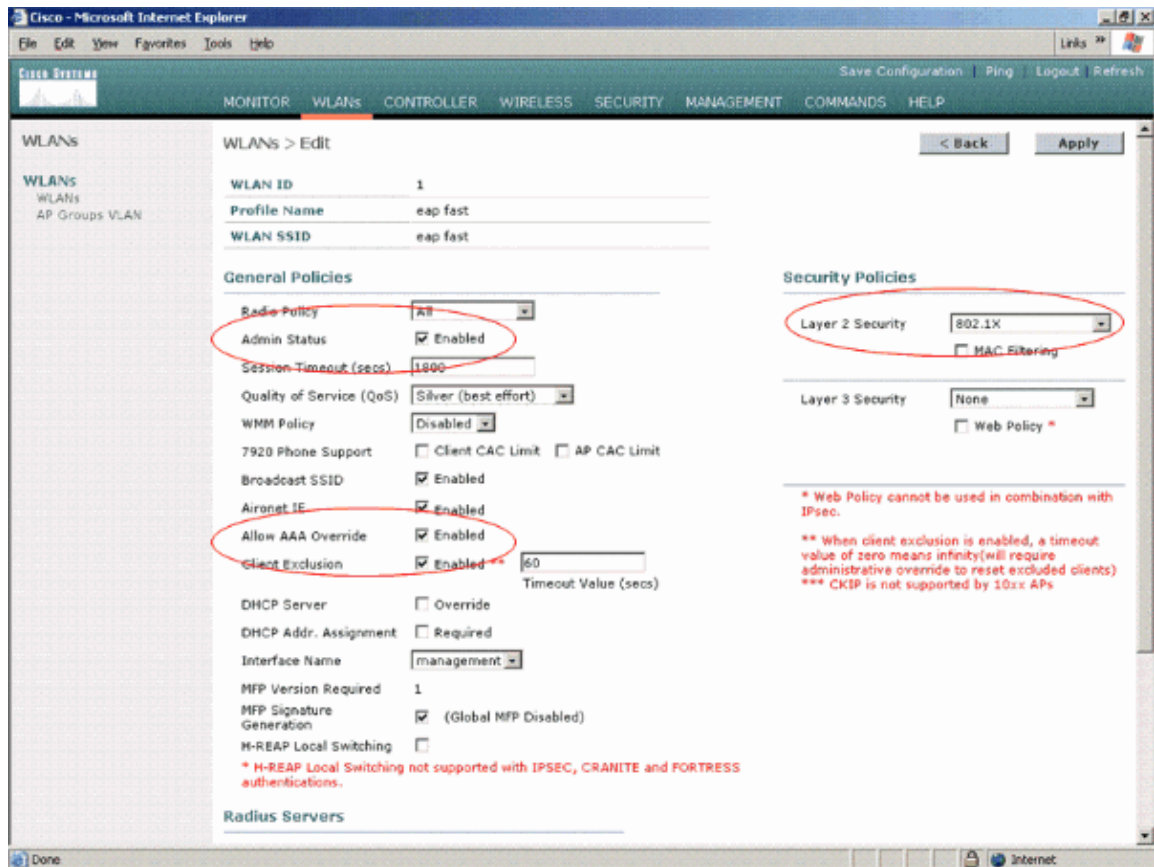 Cisco - Microsoft Internet Explorer
File Edit View Favorites Tools Help Links »
CISCO SYSTEMS
Save Configuration | Ping | Logout | Refresh
MONITOR WLANs CONTROLLER WIRELESS SECURITY MANAGEMENT COMMANDS HELP
WLANs
WLANs
WLANs
AP Groups VLAN
WLANs > Edit
< Back Apply
WLAN ID 1
Profile Name eap fast
WLAN SSID eap fast
General Policies
Radio Policy All
Admin Status Enabled
Session Timeout (secs) 1800
Quality of Service (QoS) Silver (best effort)
WMM Policy Disabled
7920 Phone Support Client CAC Limit AP CAC Limit
Broadcast SSID Enabled
Aironet IE Enabled
Allow AAA Override Enabled
Client Exclusion Enabled ** 60
Timeout Value (secs)
DHCP Server Override
DHCP Addr. Assignment Required
Interface Name management
MFP Version Required 1
MFP Signature
Generation (Global MFP Disabled)
H-REAP Local Switching
* H-REAP Local Switching not supported with IPSEC, CRANITE and FORTRESS
authentications.
Radius Servers
Security Policies
Layer 2 Security 802.1X
MAC Filtering
Layer 3 Security None
Web Policy *
* Web Policy cannot be used in combination with
IPsec.
** When client exclusion is enabled, a timeout
value of zero means infinity(will require
administrative override to reset excluded clients)
*** CKIP is not supported by 10xx APs
Done Internet